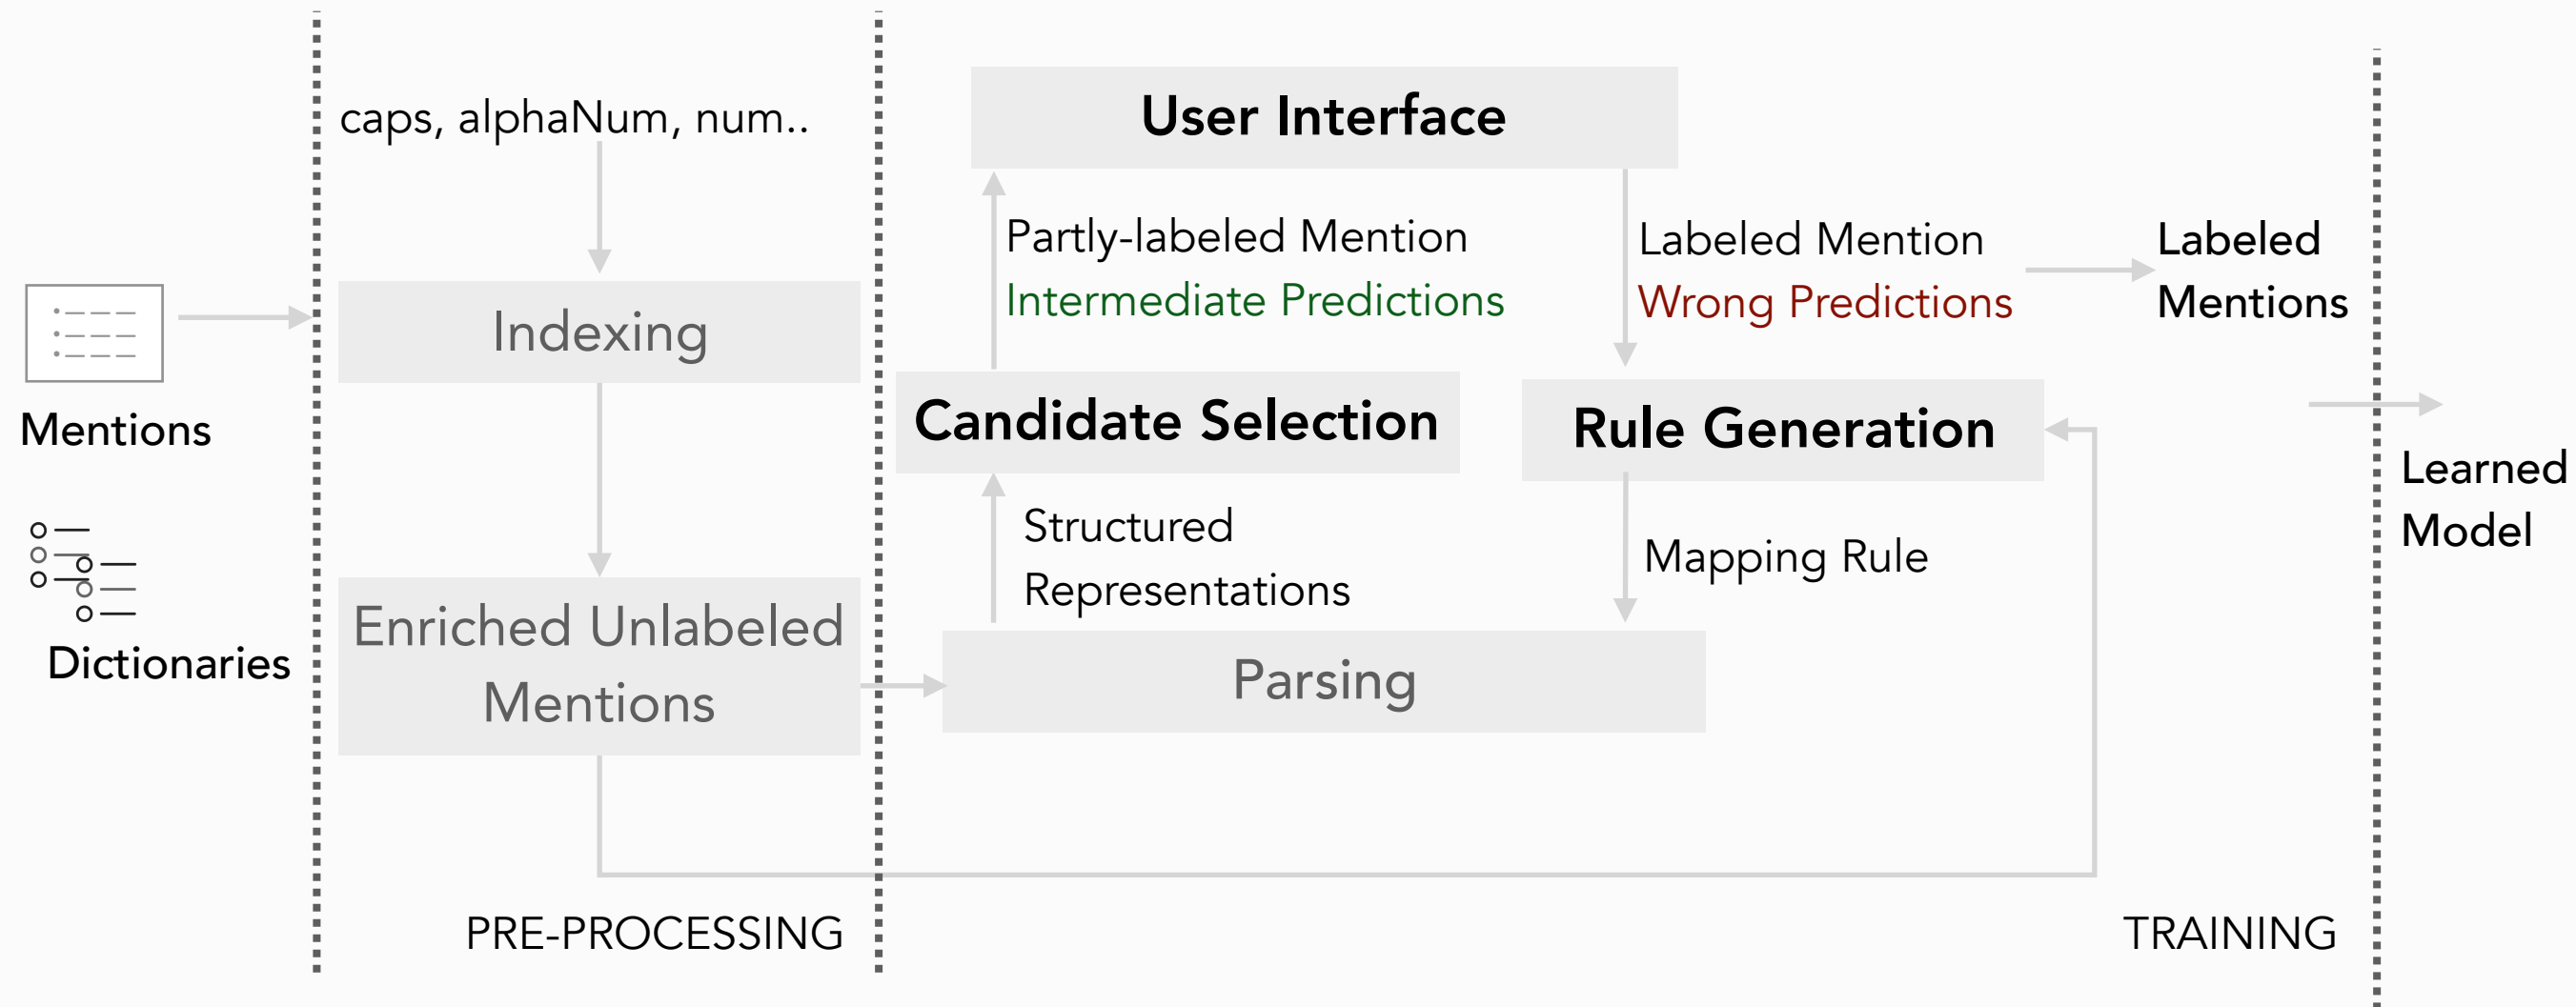 caps, alphaNum, num..
User Interface
Partly-labeled Mention
Intermediate Predictions
Labeled Mention
Wrong Predictions
Labeled
Mentions
Indexing
Mentions
Candidate Selection
Rule Generation
Learned
Model
Structured
Representations
Mapping Rule
Dictionaries
Enriched Unlabeled
Mentions
Parsing
PRE-PROCESSING
TRAINING